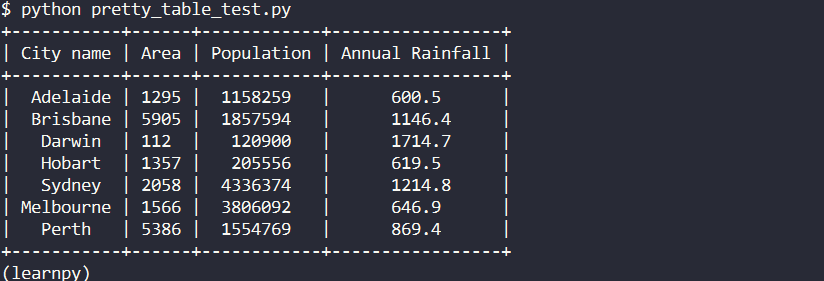 $ python pretty_table_test.py
+-----------+------+------------+-----------------+
| City name | Area | Population | Annual Rainfall |
+-----------+------+------------+-----------------+
|  Adelaide | 1295 |  1158259   |      600.5      |
|  Brisbane | 5905 |  1857594   |      1146.4     |
|   Darwin  | 112  |   120900   |      1714.7     |
|   Hobart  | 1357 |   205556   |      619.5      |
|   Sydney  | 2058 |  4336374   |      1214.8     |
| Melbourne | 1566 |  3806092   |      646.9      |
|   Perth   | 5386 |  1554769   |      869.4      |
+-----------+------+------------+-----------------+
(learnpy)